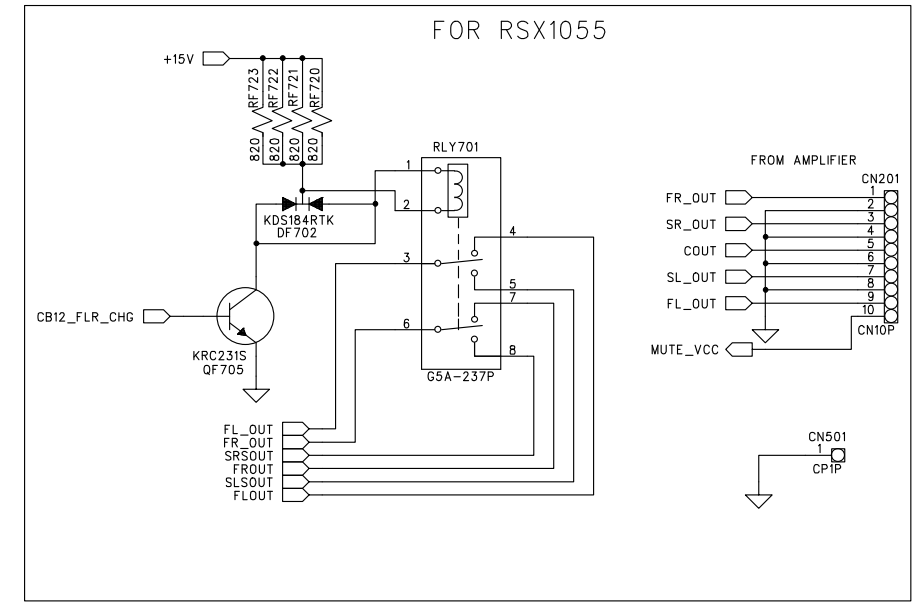 FOR RSX1055
+15V
RF723
RF722
RF721
RF720
820
820
820
820
RLY701
1
2
3
4
5
7
6
8
G5A-237P
KDS184RTK
DF702
CB12_FLR_CHG
KRC231S
QF705
FL_OUT
FR_OUT
SRSOUT
FROUT
SLSOUT
FLOUT
FROM AMPLIFIER
CN201
FR_OUT
SR_OUT
COUT
SL_OUT
FL_OUT
MUTE_VCC
1
2
3
4
5
6
7
8
9
10
CN10P
CN501
1
CP1P